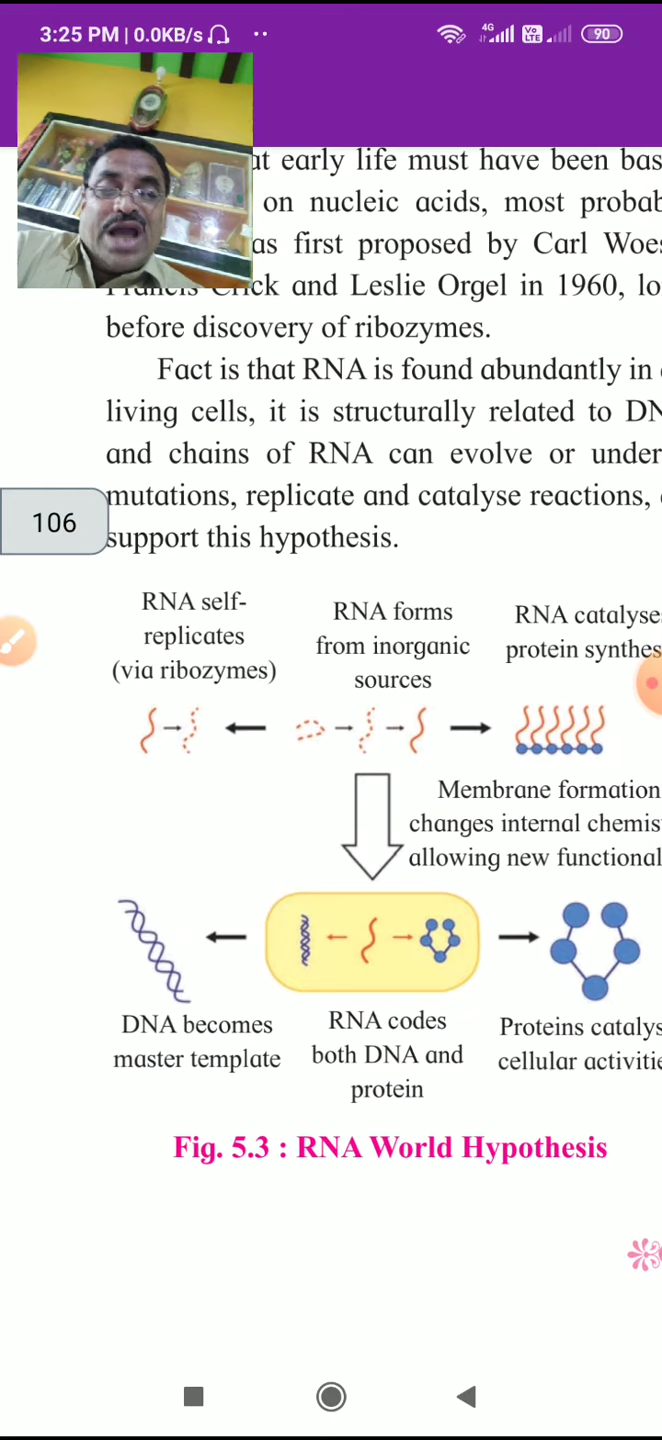 3:25 PM | 0.0KB/s
4G
Vo
LTE
90
at early life must have been bas
on nucleic acids, most probab
as first proposed by Carl Woes
Francis Crick and Leslie Orgel in 1960, lo
before discovery of ribozymes.
Fact is that RNA is found abundantly in
living cells, it is structurally related to DN
and chains of RNA can evolve or under
mutations, replicate and catalyse reactions,
support this hypothesis.
106
RNA self-
replicates
(via ribozymes)
RNA forms
from inorganic
sources
RNA catalyse
protein synthes
Membrane formation
changes internal chemis
allowing new functional
DNA becomes
master template
RNA codes
both DNA and
protein
Proteins catalys
cellular activitie
Fig. 5.3 : RNA World Hypothesis